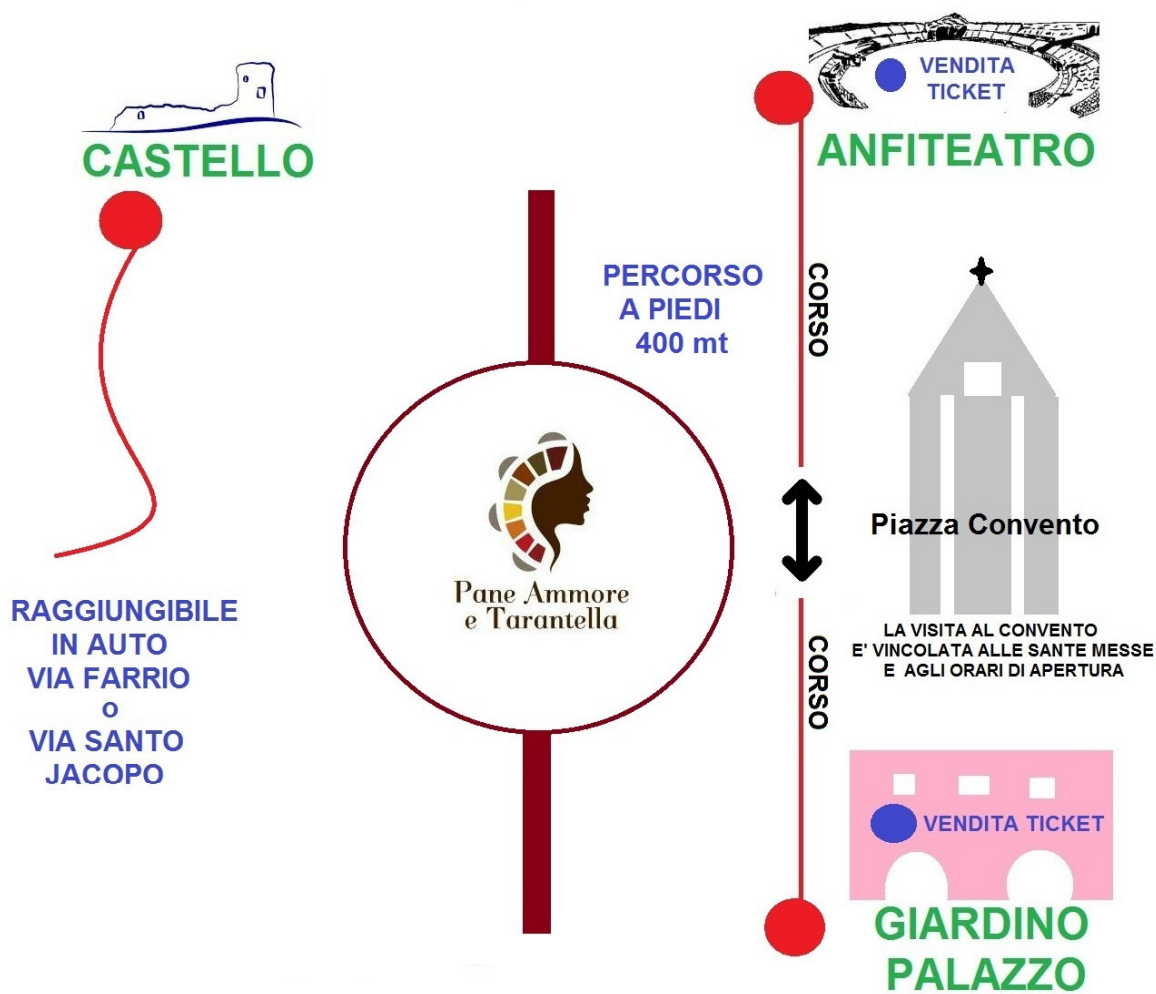 VENDITA
TICKET
ANFITEATRO
CASTELLO
PERCORSO
A PIEDI
400 mt
CORSO
Pane Ammore
e Tarantella
Piazza Convento
RAGGIUNGIBILE
IN AUTO
VIA FARRIO
o
VIA SANTO
JACOPO
LA VISITA AL CONVENTO
E' VINCOLATA ALLE SANTE MESSE
E AGLI ORARI DI APERTURA
CORSO
VENDITA TICKET
GIARDINO
PALAZZO